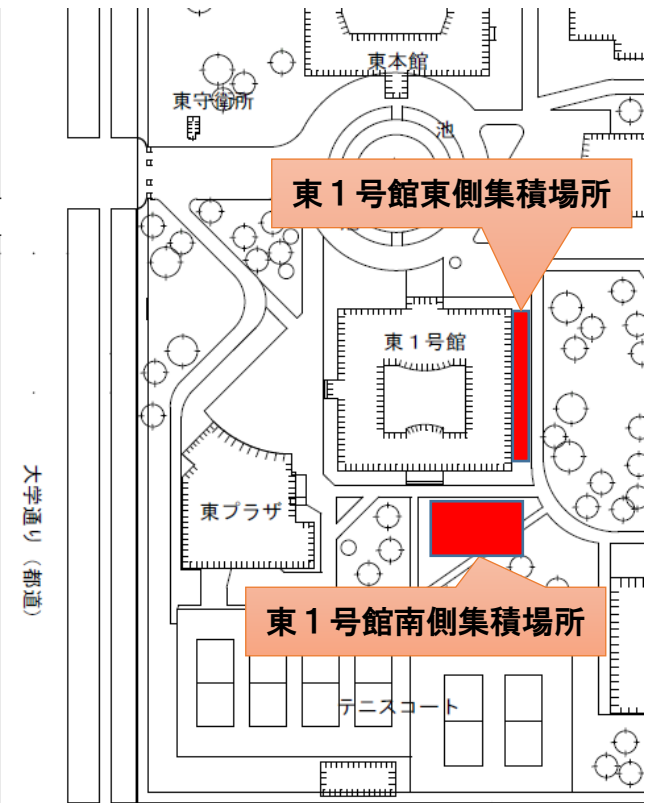 東本館
東守衛所
池
東１号館東側集積場所
東１号館
東プラザ
大学通り（都道）
東１号館南側集積場所
テニスコート